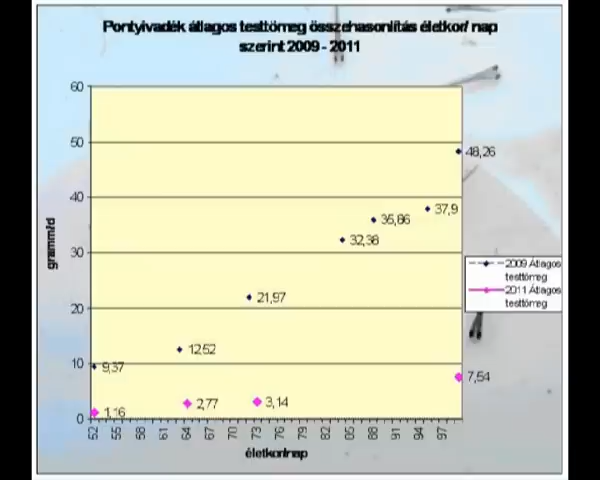 Pontyivadék átlagos testtömeg összehasonlítás életkor/ nap
szerint 2009 - 2011
60
50
40
30
20
10
0
gramm/d
48,26
37,9
35,86
32,38
21,97
12,52
9,37
7,54
3,14
2,77
1,16
2009 Átlagos
testtömeg
2011 Átlagos
testtömeg
52 55 58 61 64 67 70 73 76 79 82 85 88 91 94 97
életkor/nap